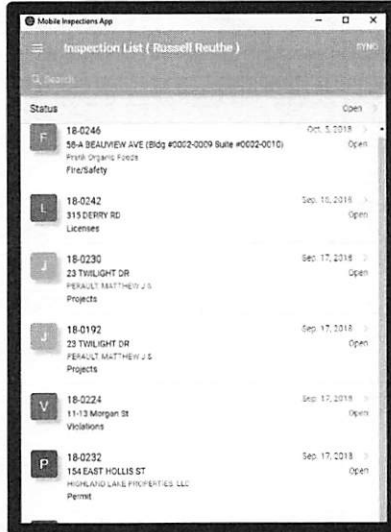 Mobile Inspections App
Inspection List ( Russell Reuthe )
SYNC
Search
Status
Open
F
18-0246
Oct. 5, 2018
56-A BEAUVIEW AVE (Bldg #0002-0009 Suite #0002-0010)
Open
Organic Foods
Fire/Safety
L
18-0242
2018
315 DERRY RD
Open
Licenses
J
18-0230
Sep. 17, 2018
23 TWILIGHT DR
Open
PERAULT, MATTHEW J &
Projects
J
18-0192
Sep. 17, 2018
23 TWILIGHT DR
Open
PERAULT, MATTHEW J &
Projects
V
18-0224
Sep. 17, 2018
11-13 Morgan St
Open
Violations
P
18-0232
Sep. 17, 2018
154 EAST HOLLIS ST
Open
HIGHLAND LAKE PROPERTIES, LLC
Permit